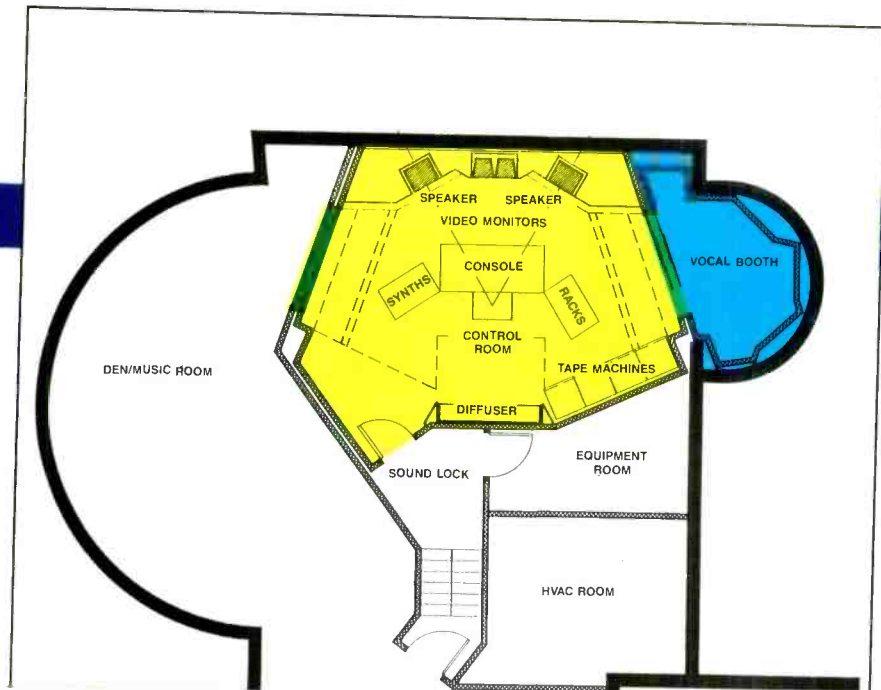 SPEAKER
SPEAKER
VIDEO MONITORS
CONSOLE
SYNTHS
RACKS
VOCAL BOOTH
CONTROL
ROOM
DEN/MUSIC ROOM
TAPE MACHINES
DIFFUSER
SOUND LOCK
EQUIPMENT
ROOM
HVAC ROOM